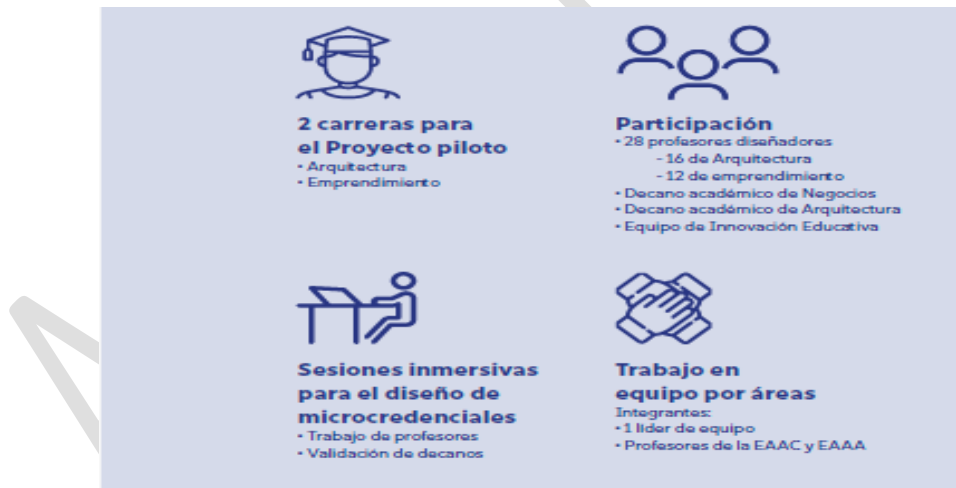 2 carreras para
el Proyecto piloto
• Arquitectura
• Emprendimiento
Participación
• 28 profesores diseñadores
- 16 de Arquitectura
- 12 de emprendimiento
• Decano académico de Negocios
• Decano académico de Arquitectura
• Equipo de Innovación Educativa
Sesiones inmersivas
para el diseño de
microcredenciales
• Trabajo de profesores
• Validación de decanos
Trabajo en
equipo por áreas
Integrantes:
• 1 líder de equipo
• Profesores de la EAAC y EAAA